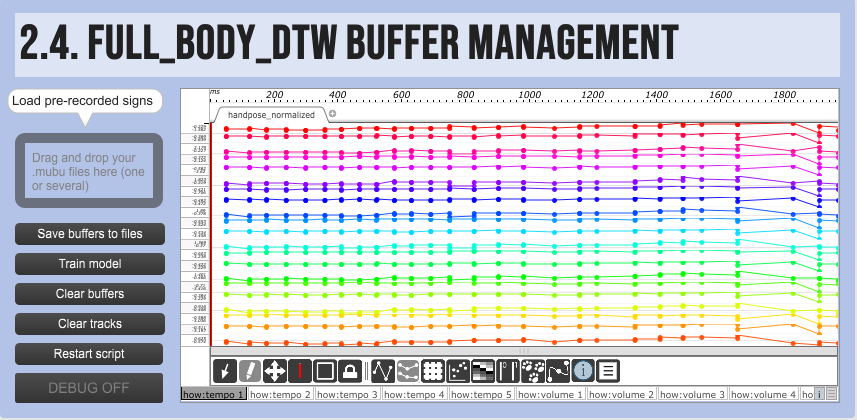 2.4. FULL_BODY_DTW BUFFER MANAGEMENT
Load pre-recorded signs
Drag and drop your
.mubu files here (one
or several)
Save buffers to files
Train model
Clear buffers
Clear tracks
Restart script
DEBUG OFF
ms 200 400 600 800 1000 1200 1400 1600 1800
handpose_normalized
how:tempo 1 how:tempo 2 how:tempo 3 how:tempo 4 how:tempo 5 how:volume 1 how:volume 2 how:volume 3 how:volume 4 ho